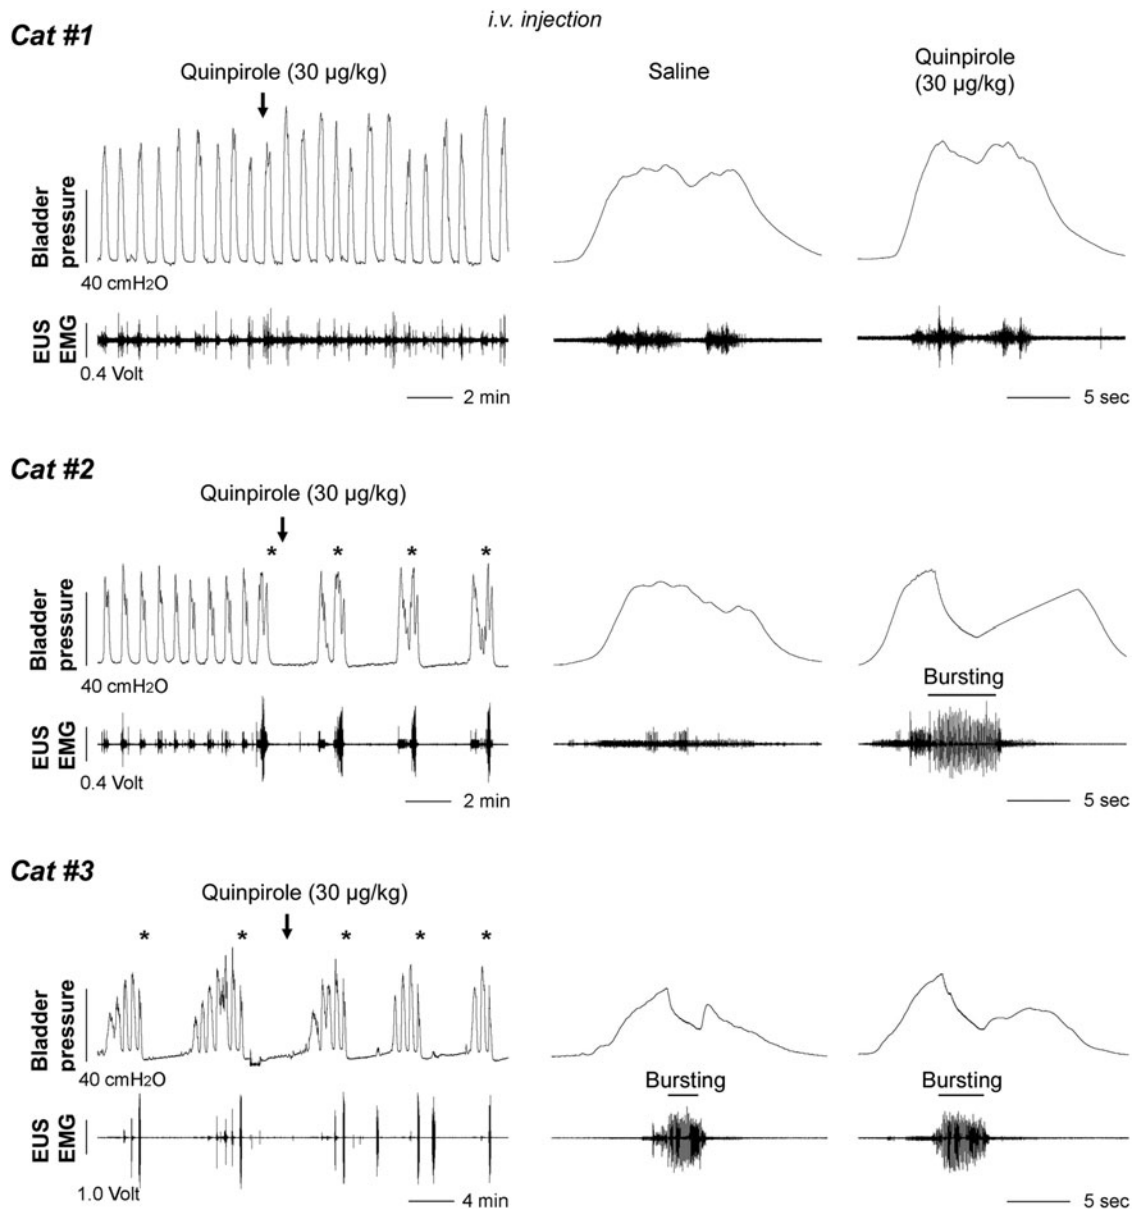 i.v. injection
Cat #1
Quinpirole (30 µg/kg)
Saline
Quinpirole
(30 µg/kg)
Bladder
pressure
40 cmH2O
EUS
EMG
0.4 Volt
2 min
5 sec
Cat #2
Quinpirole (30 µg/kg)
* * * *
Bladder
pressure
40 cmH2O
Bursting
EUS
EMG
0.4 Volt
2 min
5 sec
Cat #3
Quinpirole (30 µg/kg)
* * * * *
Bladder
pressure
40 cmH2O
Bursting
Bursting
EUS
EMG
1.0 Volt
4 min
5 sec